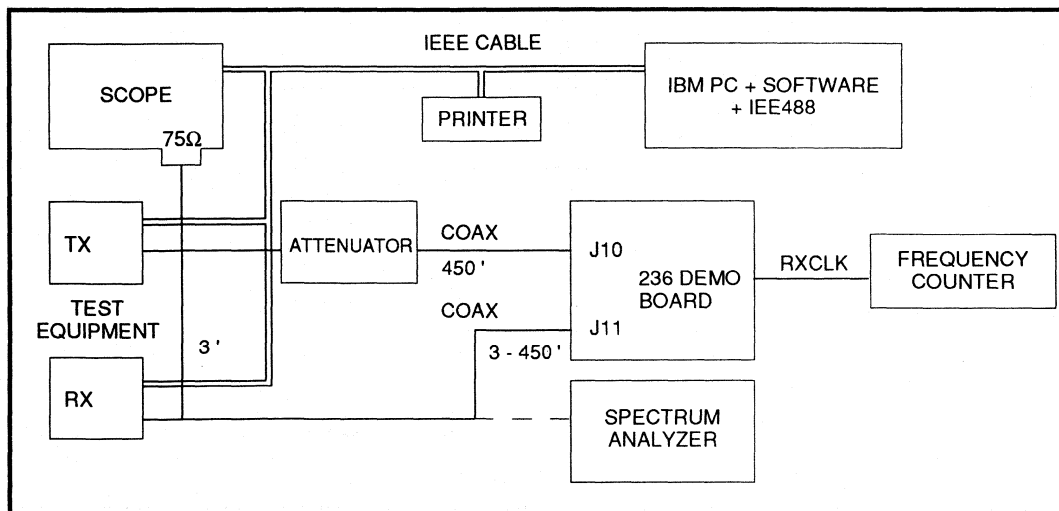 IEEE CABLE
SCOPE
75Ω
PRINTER
IBM PC + SOFTWARE
+ IEE488
TX
ATTENUATOR
COAX
450 '
J10
236 DEMO
BOARD
RXCLK
FREQUENCY
COUNTER
TEST
EQUIPMENT
3 '
COAX
J11
3 - 450 '
RX
SPECTRUM
ANALYZER